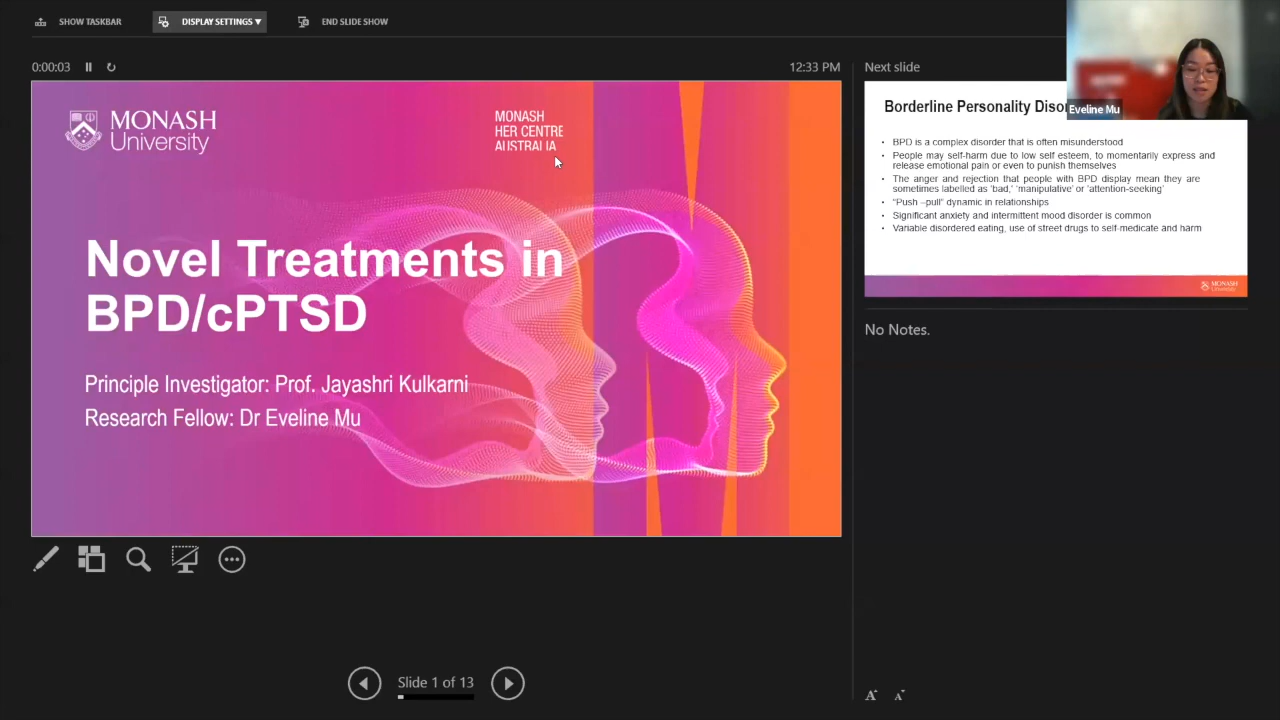 SHOW TASKBAR
DISPLAY SETTINGS ▼
END SLIDE SHOW
0:00:03
12:33 PM
MONASH
University
MONASH
HER CENTRE
AUSTRALIA
Novel Treatments in
BPD/cPTSD
Principle Investigator: Prof. Jayashri Kulkarni
Research Fellow: Dr Eveline Mu
Slide 1 of 13
Next slide
Eveline Mu
Borderline Personality
• BPD is a complex disorder that is often misunderstood
• People may self-harm due to low self esteem, to momentarily express and
release emotional pain or even to punish themselves
• The anger and rejection that people with BPD display mean they are
sometimes labelled as 'bad,' 'manipulative' or 'attention-seeking'
• “Push –pull” dynamic in relationships
• Significant anxiety and intermittent mood disorder is common
• Variable disordered eating, use of street drugs to self-medicate and harm
MONASH
University
No Notes.
A A